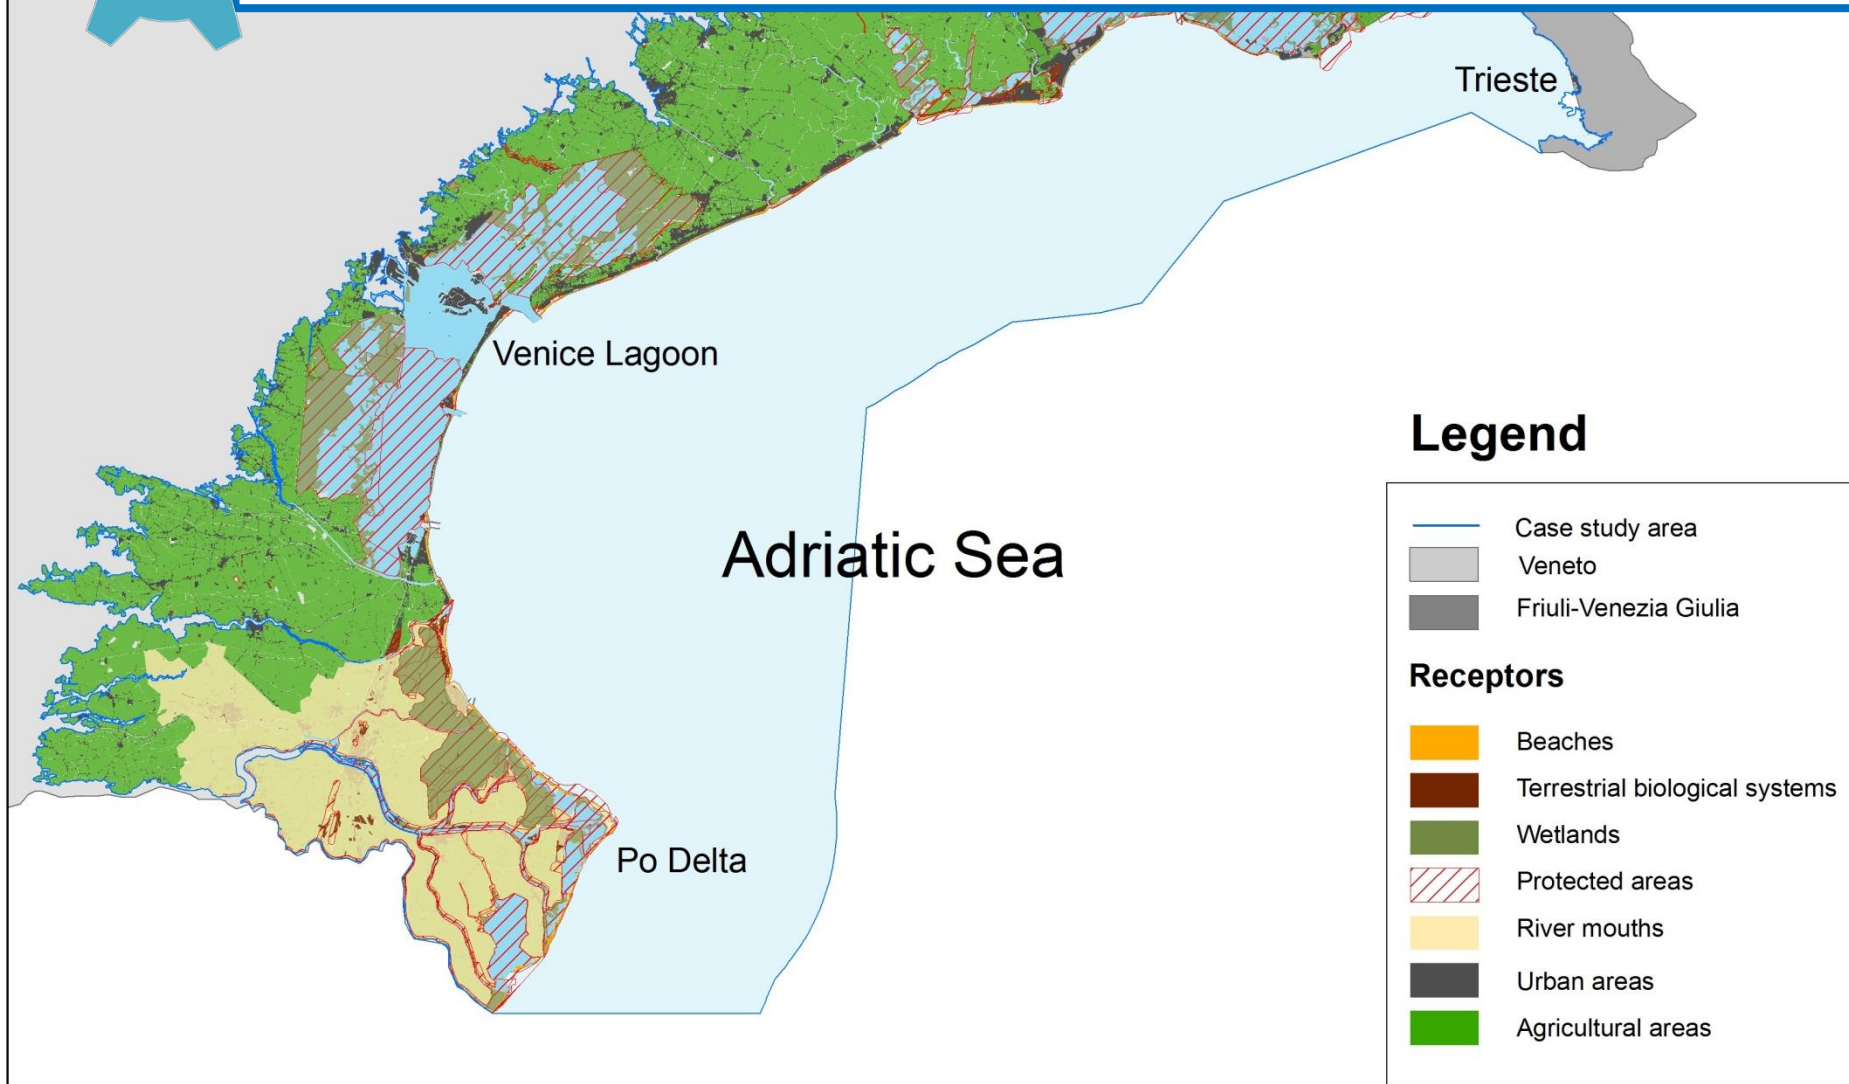 Trieste
Venice Lagoon
Adriatic Sea
Po Delta
Legend
Case study area
Veneto
Friuli-Venezia Giulia
Receptors
Beaches
Terrestrial biological systems
Wetlands
Protected areas
River mouths
Urban areas
Agricultural areas